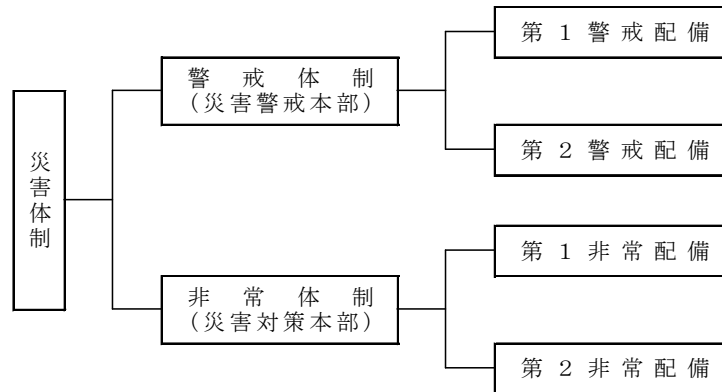 災害体制
警戒体制
(災害警戒本部)
第１警戒配備
第２警戒配備
非常体制
(災害対策本部)
第１非常配備
第２非常配備